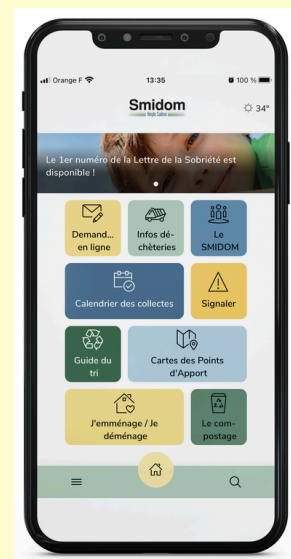 Orange F
13:35
100 %
Smidom
34°
Le 1er numéro de la Lettre de la Sobriété est
disponible !
Demand...
en ligne
Infos dé-
chèteries
Le
SMIDOM
Calendrier des collectes
Signaler
Guide du
tri
Cartes des Points
d'Apport
J'emménage / Je
déménage
Le com-
postage